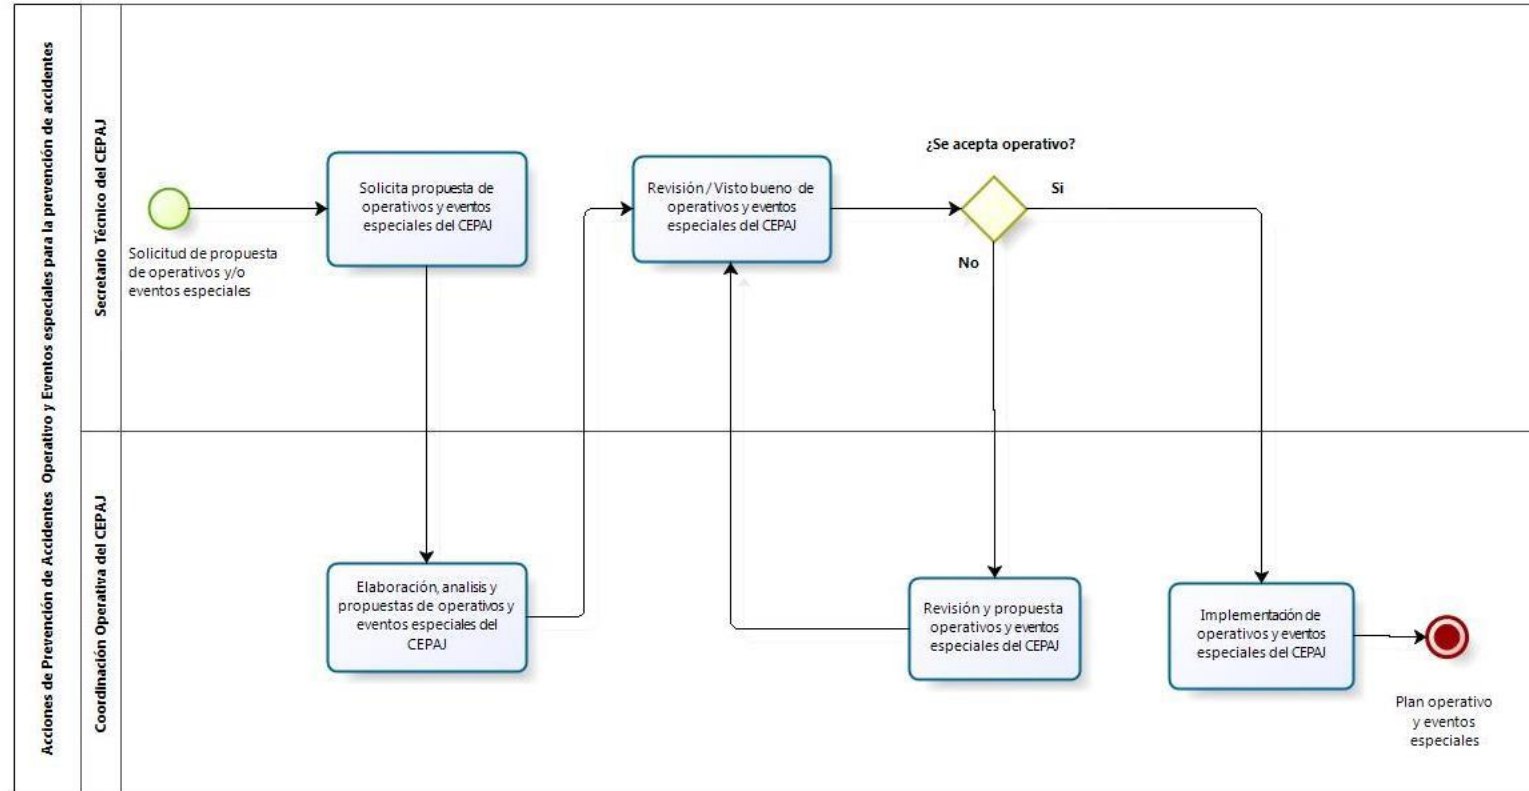 Acciones de Prevención de Accidentes Operativo y Eventos especiales para la prevención de accidentes
Secretario Técnico del CEPAJ
Solicitud de propuesta
de operativos y/o
eventos especiales
Solicita propuesta de
operativos y eventos
especiales del CEPAJ
Revisión / Visto bueno de
operativos y eventos
especiales del CEPAJ
¿Se acepta operativo?
Si
No
Coordinación Operativa del CEPAJ
Elaboración, analisis y
propuestas de operativos y
eventos especiales del
CEPAJ
Revisión y propuesta
operativos y eventos
especiales del CEPAJ
Implementación de
operativos y eventos
especiales del CEPAJ
Plan operativo
y eventos
especiales